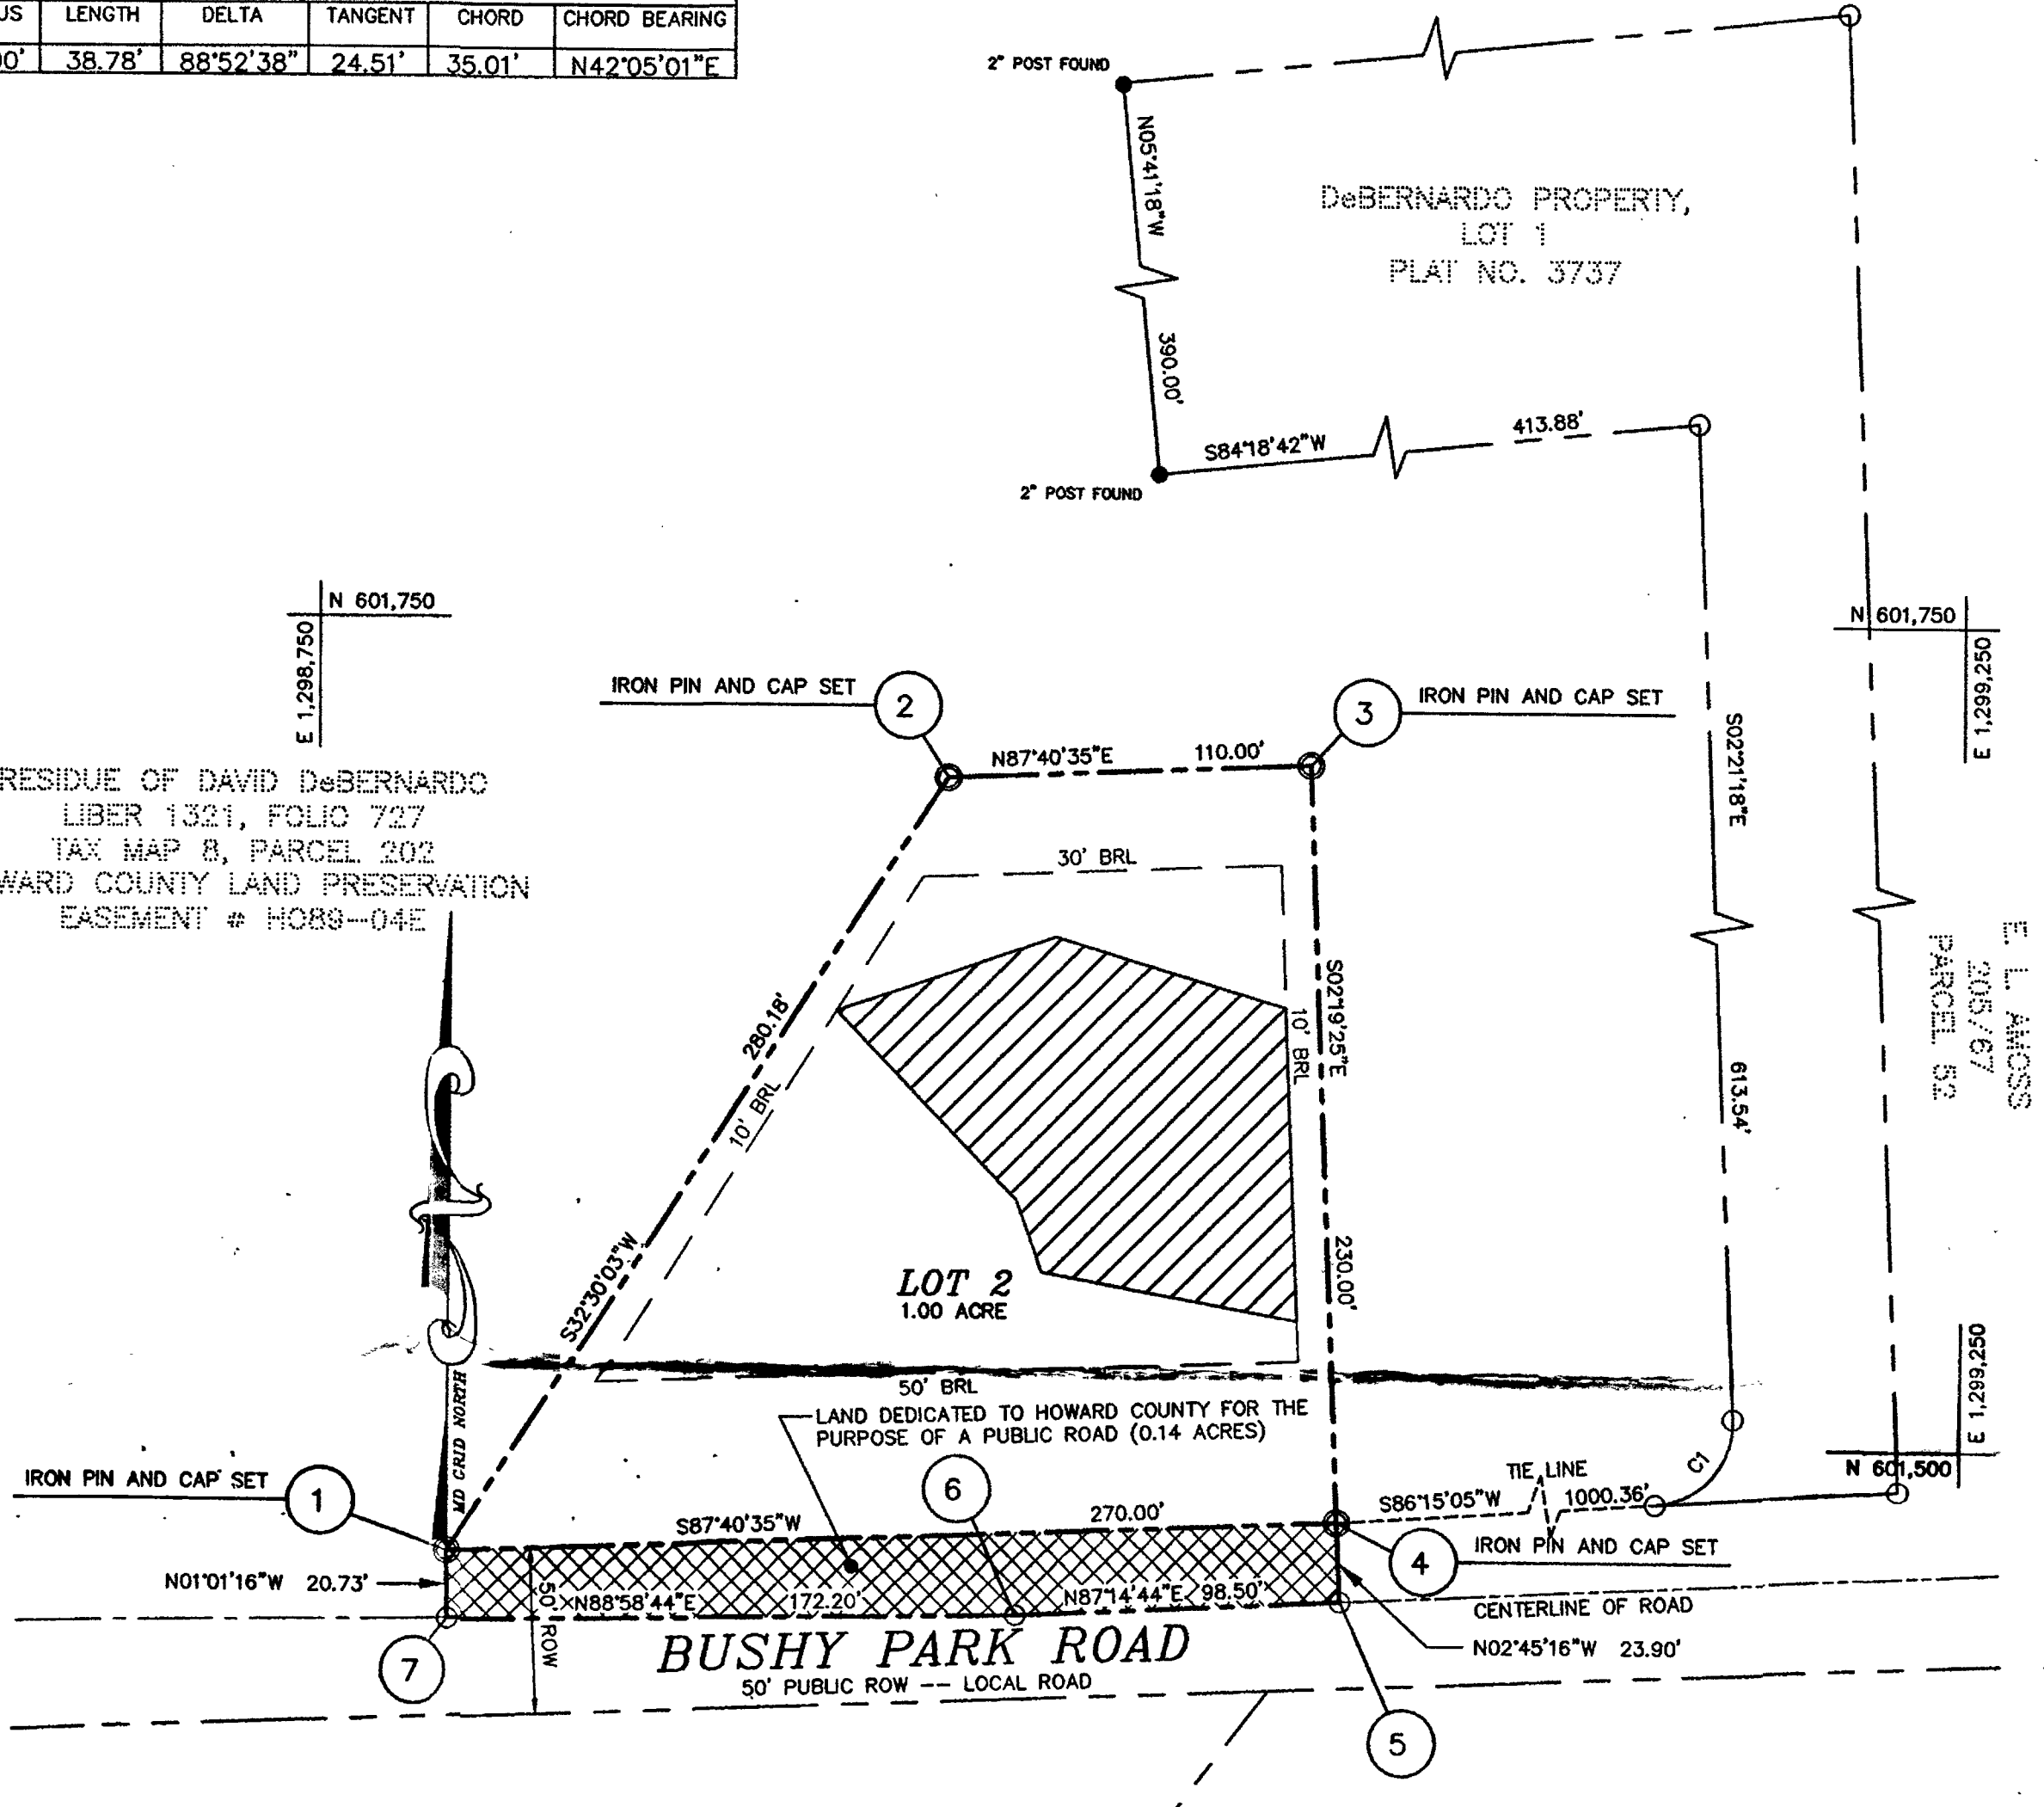 LENGTH DELTA TANGENT CHORD CHORD BEARING
38.78' 88°52'38" 24.51' 35.01' N42°05'01"E
2" POST FOUND
N05°41'18"W
390.00'
DeBERNARDO PROPERTY,
LOT 1
PLAT NO. 3737
S84°18'42"W
413.88'
2" POST FOUND
N 601,750
E 1,298,750
N 601,750
E 1,299,250
IRON PIN AND CAP SET
2
3
IRON PIN AND CAP SET
N87°40'35"E
110.00'
S02°21'18"E
613.54'
RESIDUE OF DAVID DeBERNARDO
LIBER 1321, FOLIO 727
TAX MAP 8, PARCEL 202
WARD COUNTY LAND PRESERVATION
EASEMENT # HO89-04E
30' BRL
E. L. AMOSS
205/67
PARCEL 52
S02°19'25"E
10' BRL
230.00'
280.18'
10' BRL
S32°30'03"W
LOT 2
1.00 ACRE
50' BRL
LAND DEDICATED TO HOWARD COUNTY FOR THE
PURPOSE OF A PUBLIC ROAD (0.14 ACRES)
MD GRID NORTH
E 1,299,250
N 601,500
IRON PIN AND CAP SET
1
6
C1
TIE LINE
S86°15'05"W
1000.36'
S87°40'35"W
270.00'
4
IRON PIN AND CAP SET
N01°01'16"W 20.73'
50' ROW
N88°58'44"E
172.20'
N87°14'44"E 98.50'
CENTERLINE OF ROAD
N02°45'16"W 23.90'
7
BUSHY PARK ROAD
50' PUBLIC ROW -- LOCAL ROAD
5